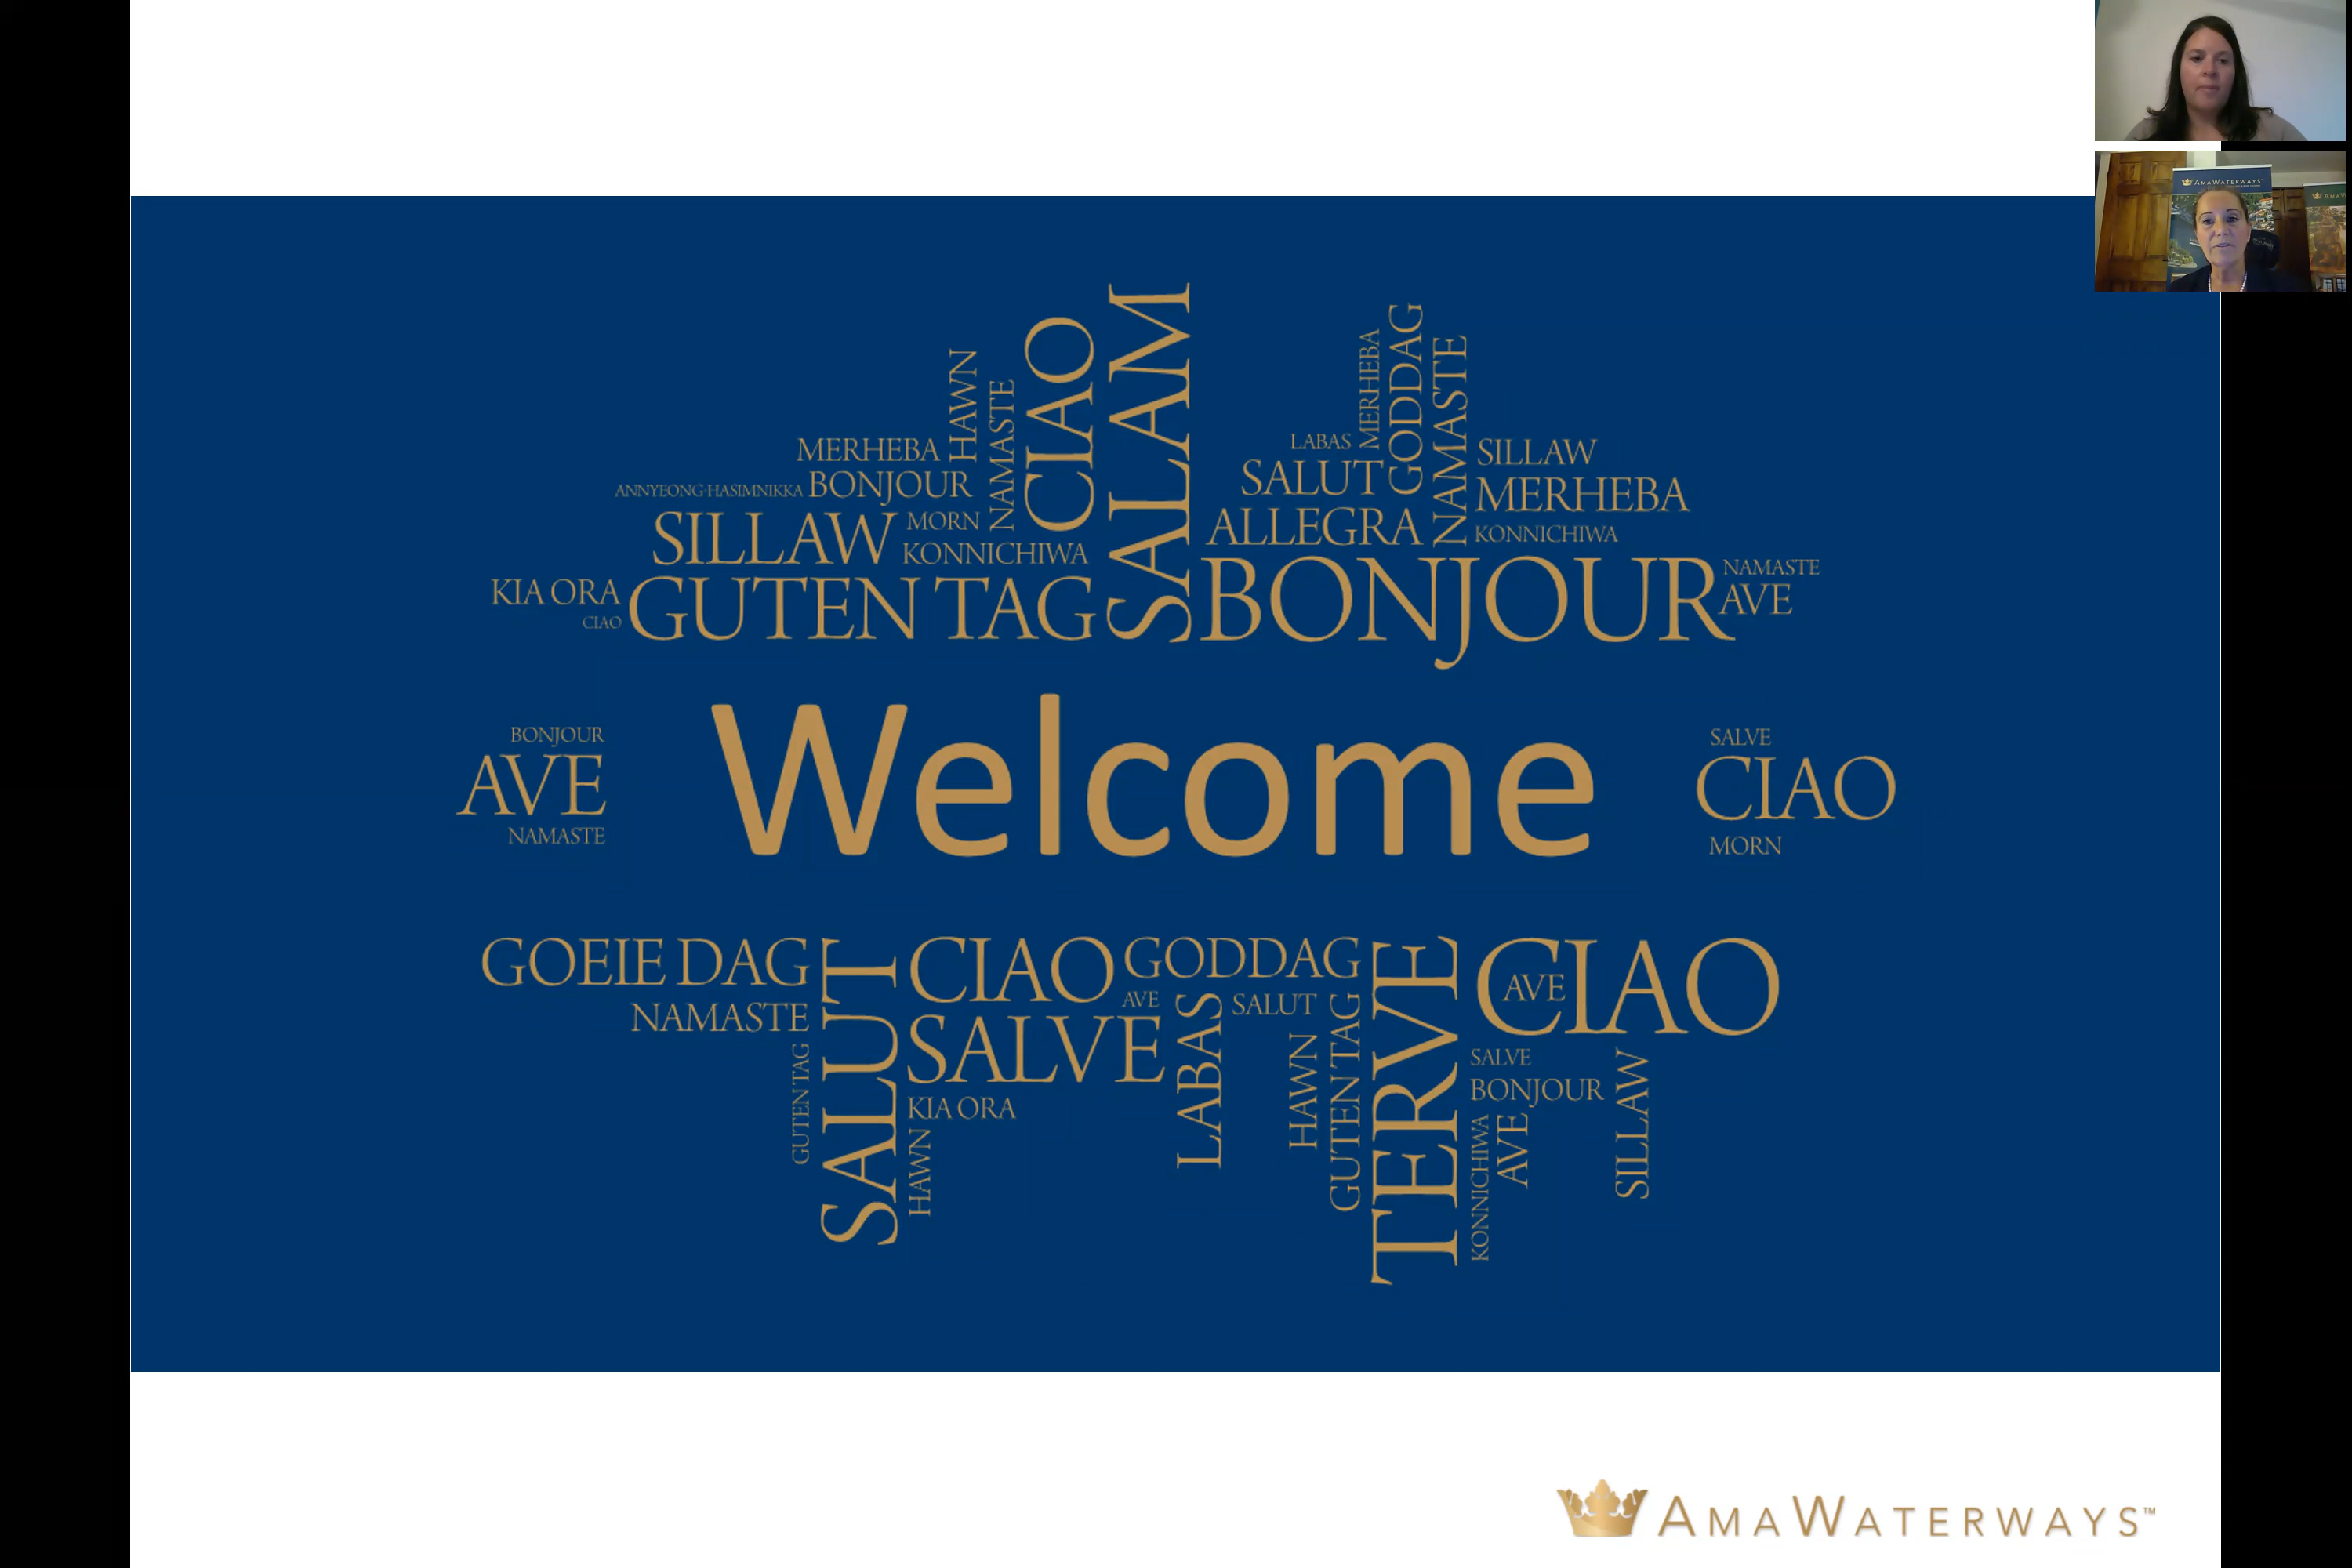 AMAWATERWAYS™
SALAM
CIAO
HAWN
NAMASTE
MERHEBA
GODDAG
NAMASTE
MERHEBA
LABAS
SILLAW
ANNYEONG-HASIMNIKKA BONJOUR
SALUT
MERHEBA
SILLAW
MORN
KONNICHIWA
ALLEGRA
KONNICHIWA
KIA ORA
CIAO
GUTEN TAG
BONJOUR
NAMASTE
AVE
BONJOUR
AVE
NAMASTE
Welcome
SALVE
CIAO
MORN
GOEIE DAG
NAMASTE
GUTEN TAG
SALUT
CIAO
AVE
SALVE
KIA ORA
HAWN
GODDAG
LABAS
SALUT
HAWN
GUTEN TAG
TERVE
CIAO
AVE
SALVE
BONJOUR
KONNICHIWA
AVE
SILLAW
AMAWATERWAYS™